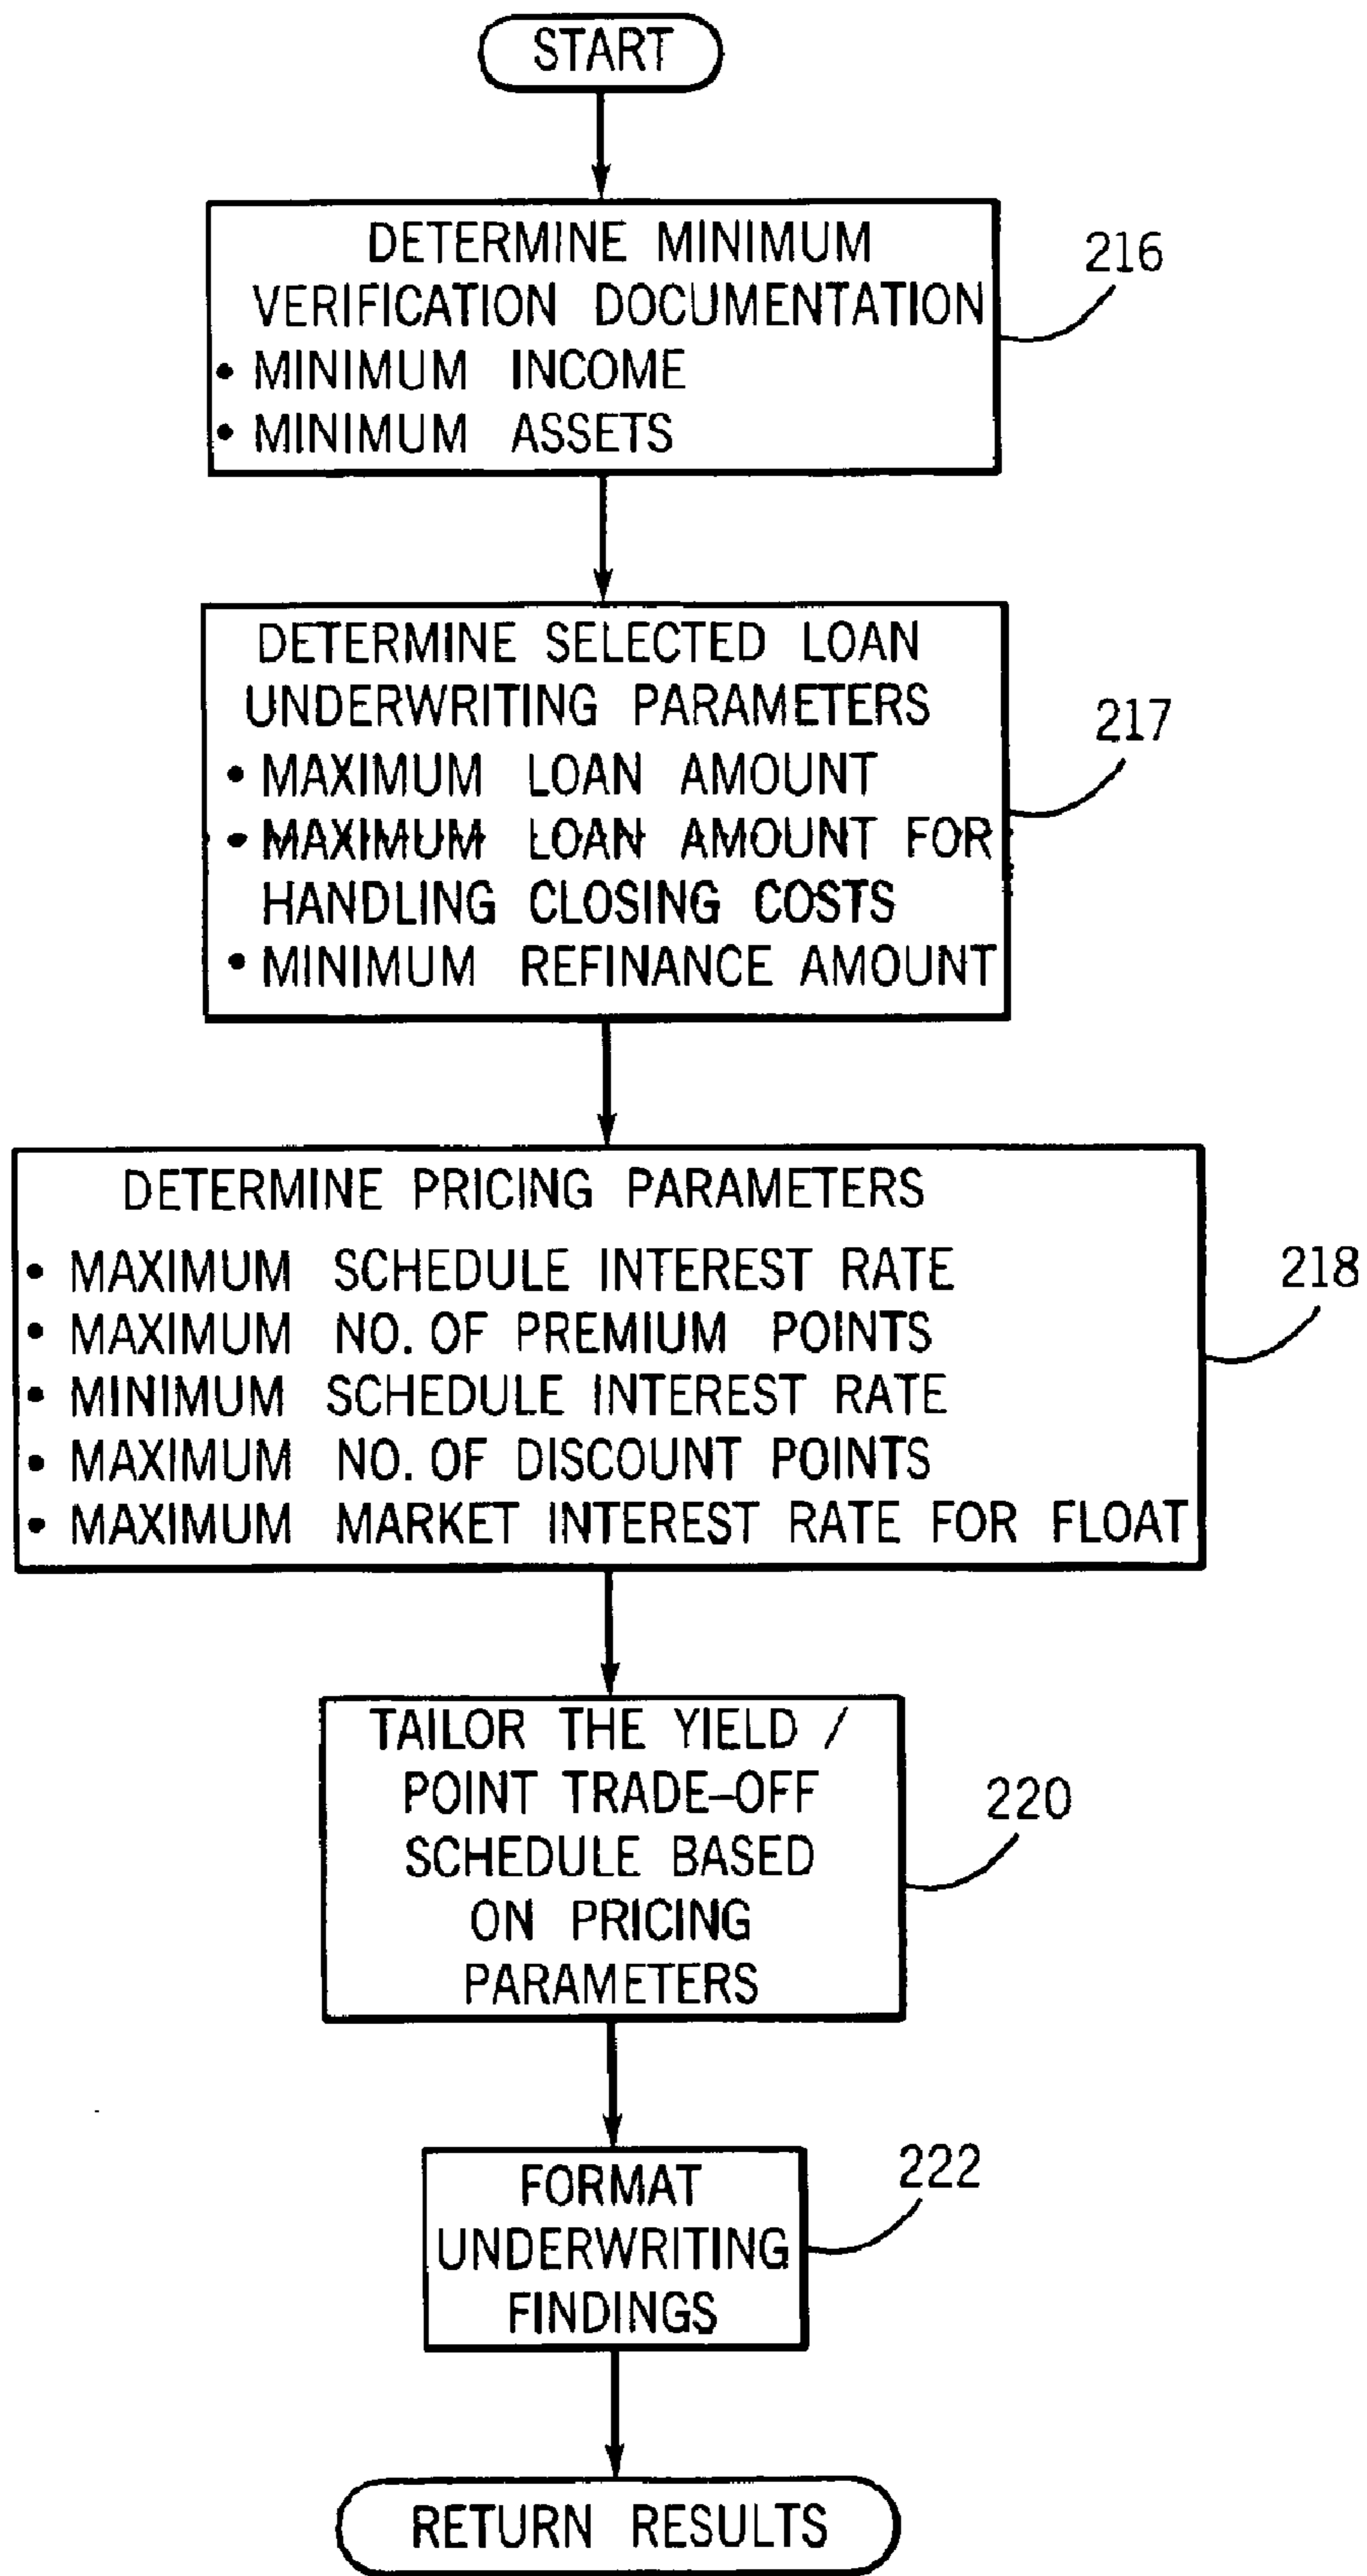 START
DETERMINE MINIMUM
VERIFICATION DOCUMENTATION
• MINIMUM INCOME
• MINIMUM ASSETS
216
DETERMINE SELECTED LOAN
UNDERWRITING PARAMETERS
• MAXIMUM LOAN AMOUNT
• MAXIMUM LOAN AMOUNT FOR
HANDLING CLOSING COSTS
• MINIMUM REFINANCE AMOUNT
217
DETERMINE PRICING PARAMETERS
• MAXIMUM SCHEDULE INTEREST RATE
• MAXIMUM NO. OF PREMIUM POINTS
• MINIMUM SCHEDULE INTEREST RATE
• MAXIMUM NO. OF DISCOUNT POINTS
• MAXIMUM MARKET INTEREST RATE FOR FLOAT
218
TAILOR THE YIELD /
POINT TRADE–OFF
SCHEDULE BASED
ON PRICING
PARAMETERS
220
FORMAT
UNDERWRITING
FINDINGS
222
RETURN RESULTS